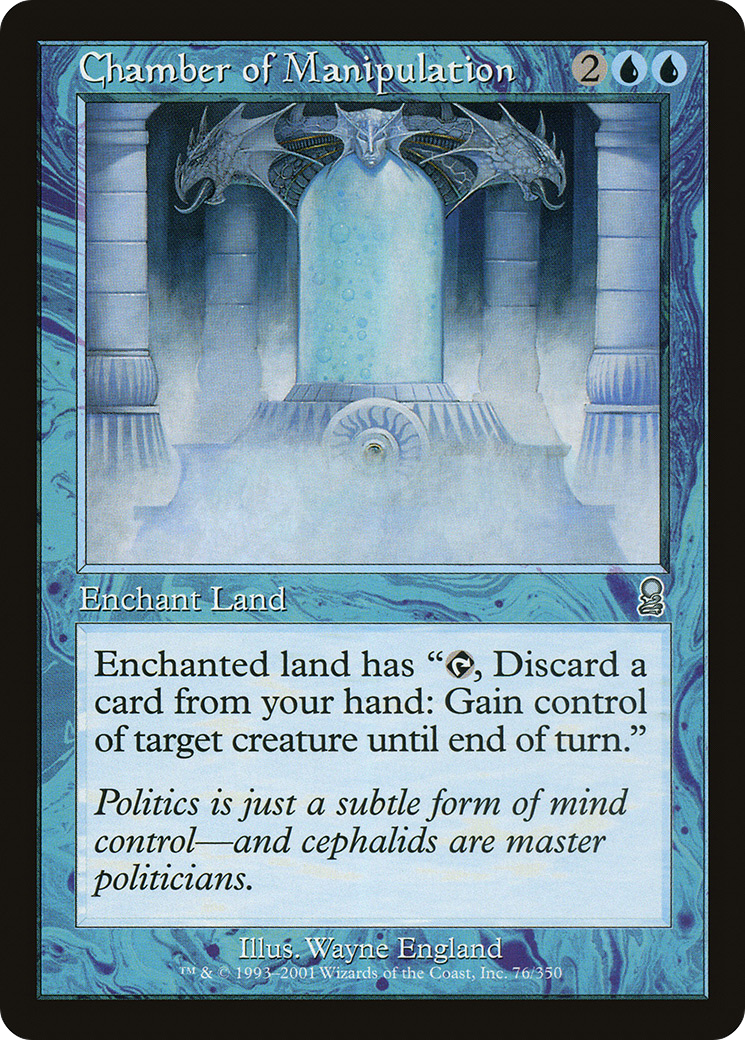 Chamber of Manipulation 2
Enchant Land
Enchanted land has “, Discard a
card from your hand: Gain control
of target creature until end of turn.”
Politics is just a subtle form of mind
control—and cephalids are master
politicians.
Illus. Wayne England
™ & © 1993–2001 Wizards of the Coast, Inc. 76/350